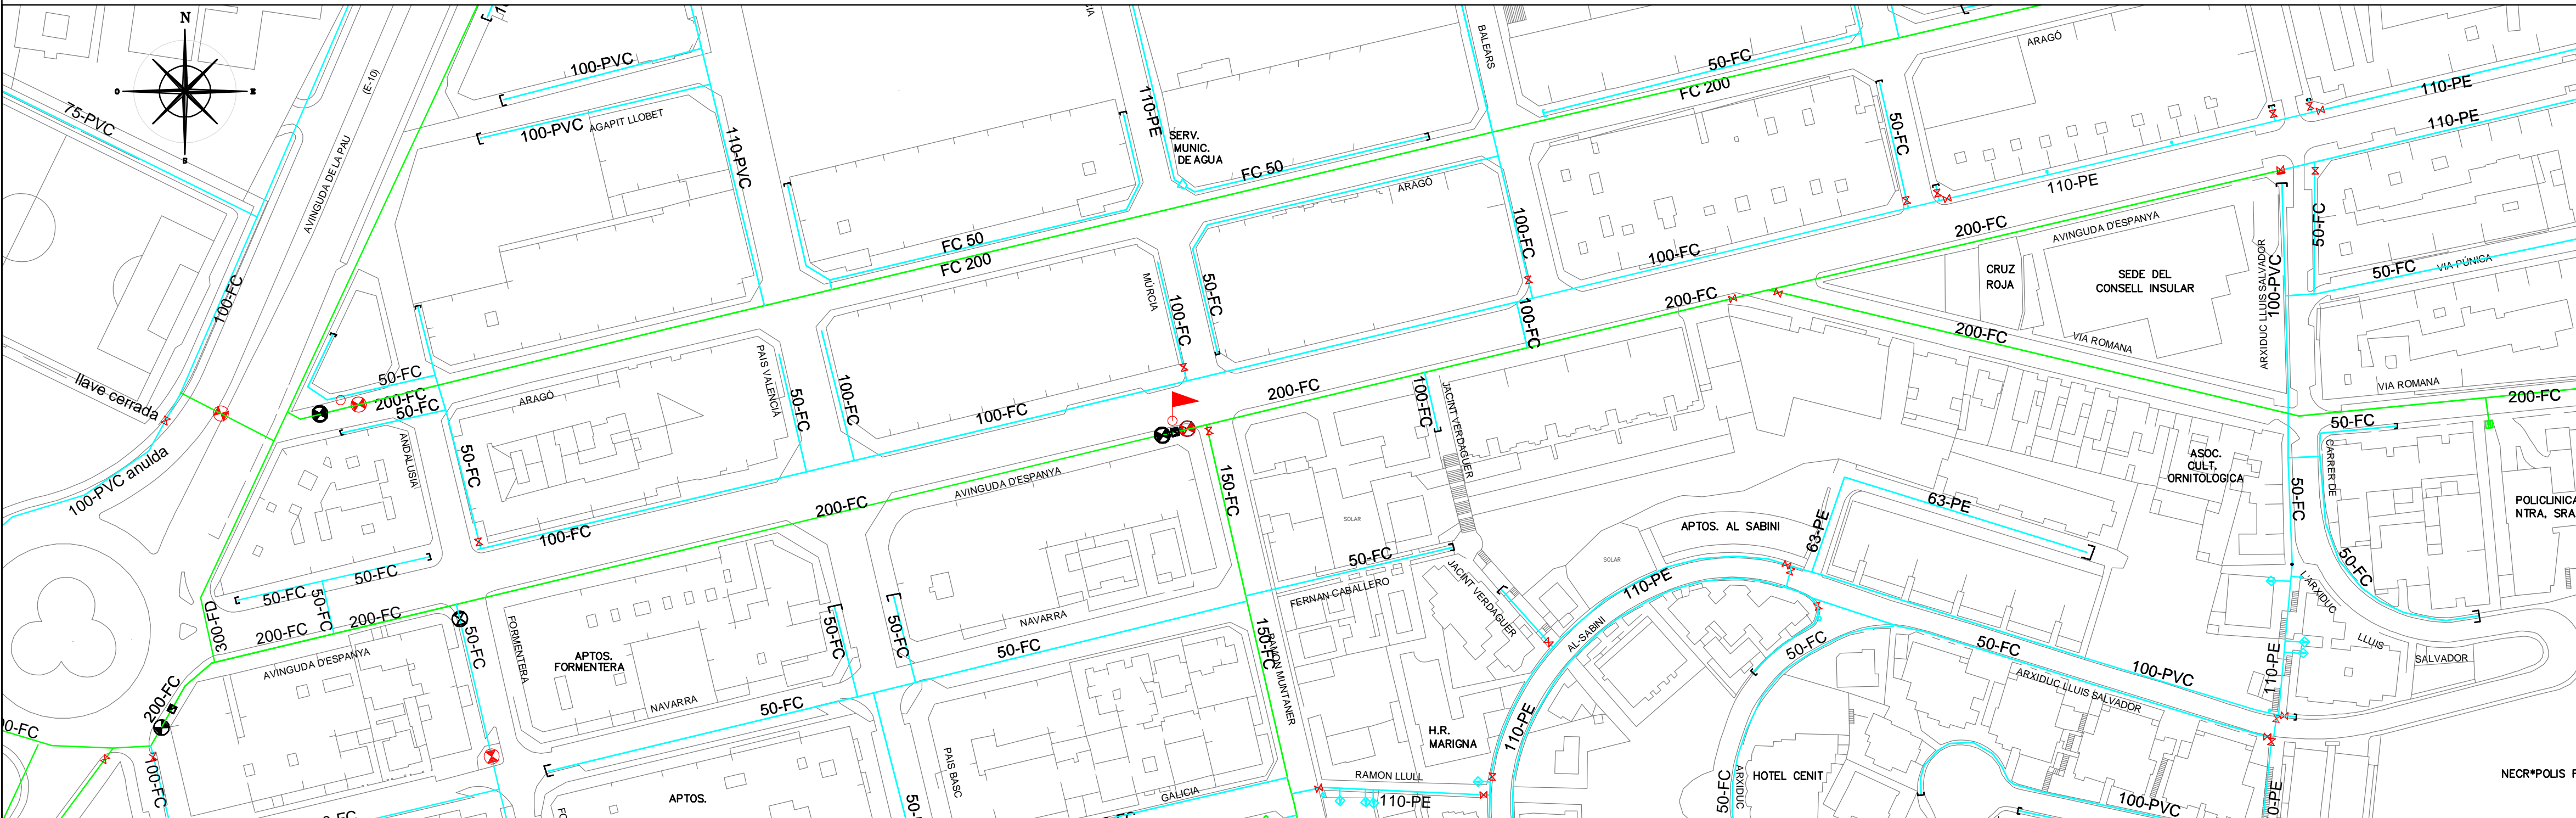 N
O
E
S
75-PVC
AVINGUDA DE LA PAU
(E-10)
100-PVC
100-PVC
AGAPIT LLOBET
110-PVC
110-PE
SERV.
MUNIC.
DE AGUA
FC 50
FC 50
FC 200
BALEARS
50-FC
FC 200
ARAGÓ
50-FC
ARAGÓ
110-PE
110-PE
110-PE
100-FC
100-FC
200-FC
AVINGUDA D'ESPANYA
CRUZ
ROJA
SEDE DEL
CONSELL INSULAR
ARXIDUC LLUIS SALVADOR
100-PVC
50-FC
50-FC
VIA PÚNICA
200-FC
200-FC
VIA ROMANA
VIA ROMANA
200-FC
100-FC
llave cerrada
100-PVC anulda
50-FC
200-FC
50-FC
ANDALUSIA
ARAGÓ
50-FC
PAIS VALENCIÀ
50-FC
100-FC
MÚRCIA
100-FC
50-FC
100-FC
100-FC
200-FC
100-FC
JACINT VERDAGUER
100-FC
200-FC
AVINGUDA D'ESPANYA
150-FC
SOLAR
SOLAR
50-FC
FERNAN CABALLERO
JACINT VERDAGUER
APTOS. AL SABINI
63-PE
63-PE
ASOC.
CULT.
ORNITOLOGICA
50-FC
CARRER DE
50-FC
POLICLINICA
NTRA, SRA
50-FC
L'ARXIDUC
LLUIS
SALVADOR
300-FD
50-FC
50-FC
50-FC
200-FC
200-FC
AVINGUDA D'ESPANYA
50-FC
FORMENTERA
APTOS.
FORMENTERA
NAVARRA
50-FC
50-FC
50-FC
50-FC
NAVARRA
150-FC
RAMON MUNTANER
110-PE
AL-SABINI
110-PE
50-FC
50-FC
100-PVC
ARXIDUC LLUIS SALVADOR
110-PE
200-FC
100-FC
APTOS.
PAIS BASC
GALICIA
H.R.
MARIGNA
RAMON LLULL
110-PE
50-FC
ARXIDUC
HOTEL CENIT
100-PVC